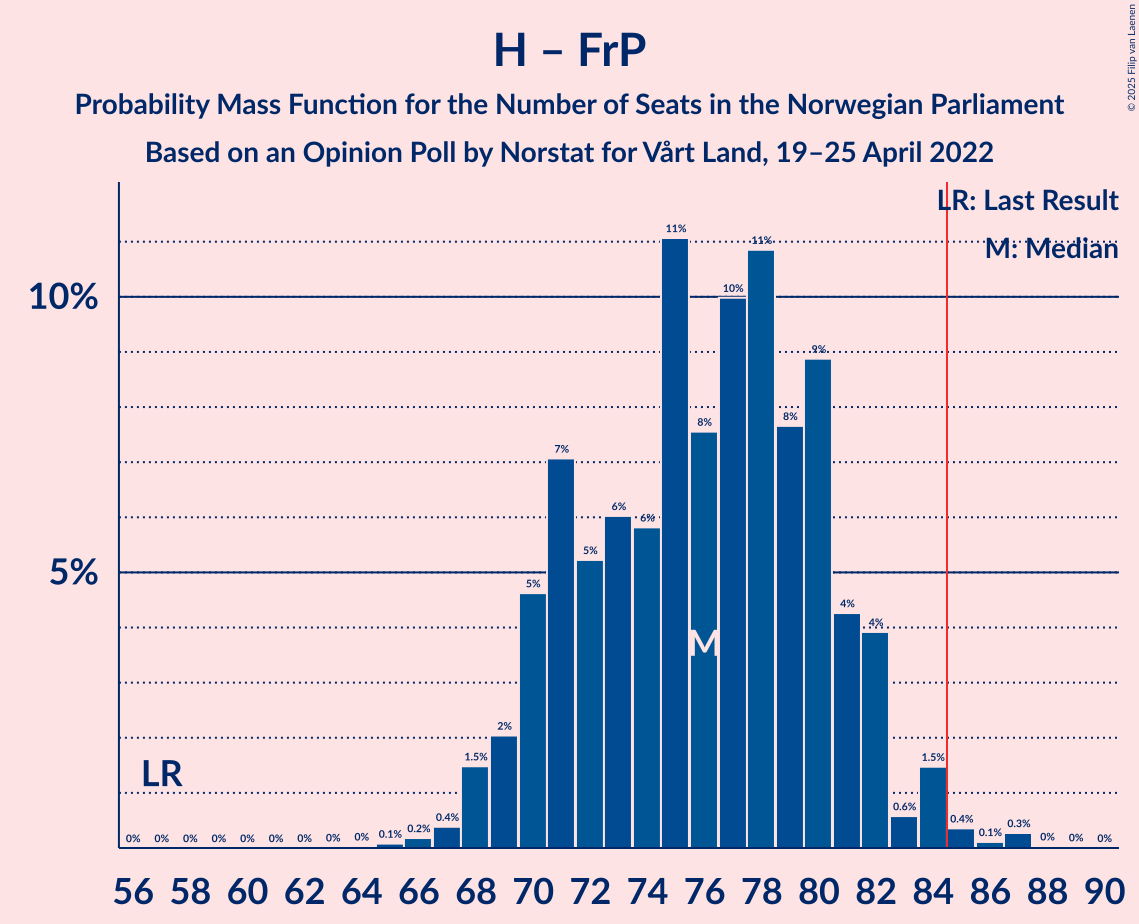 H – FrP
Probability Mass Function for the Number of Seats in the Norwegian Parliament
Based on an Opinion Poll by Norstat for Vårt Land, 19–25 April 2022
© 2025 Filip van Laenen
LR: Last Result
M: Median
10%
5%
LR
M
0% 0% 0% 0% 0% 0% 0% 0% 0% 0.1% 0.2% 0.4% 1.5% 2% 5% 7% 5% 6% 6% 11% 8% 10% 11% 8% 9% 4% 4% 0.6% 1.5% 0.4% 0.1% 0.3% 0% 0% 0%
56 58 60 62 64 66 68 70 72 74 76 78 80 82 84 86 88 90